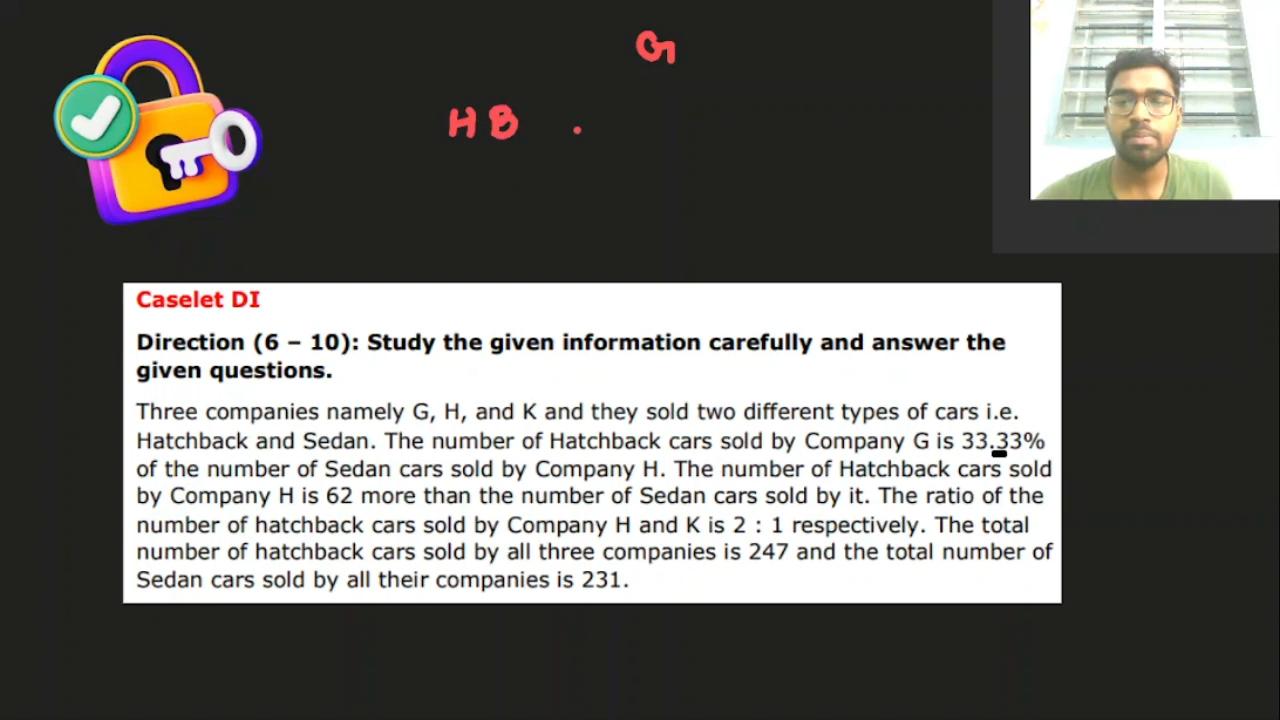 G
H B .
Caselet DI
Direction (6 – 10): Study the given information carefully and answer the
given questions.
Three companies namely G, H, and K and they sold two different types of cars i.e.
Hatchback and Sedan. The number of Hatchback cars sold by Company G is 33.33%
of the number of Sedan cars sold by Company H. The number of Hatchback cars sold
by Company H is 62 more than the number of Sedan cars sold by it. The ratio of the
number of hatchback cars sold by Company H and K is 2 : 1 respectively. The total
number of hatchback cars sold by all three companies is 247 and the total number of
Sedan cars sold by all their companies is 231.